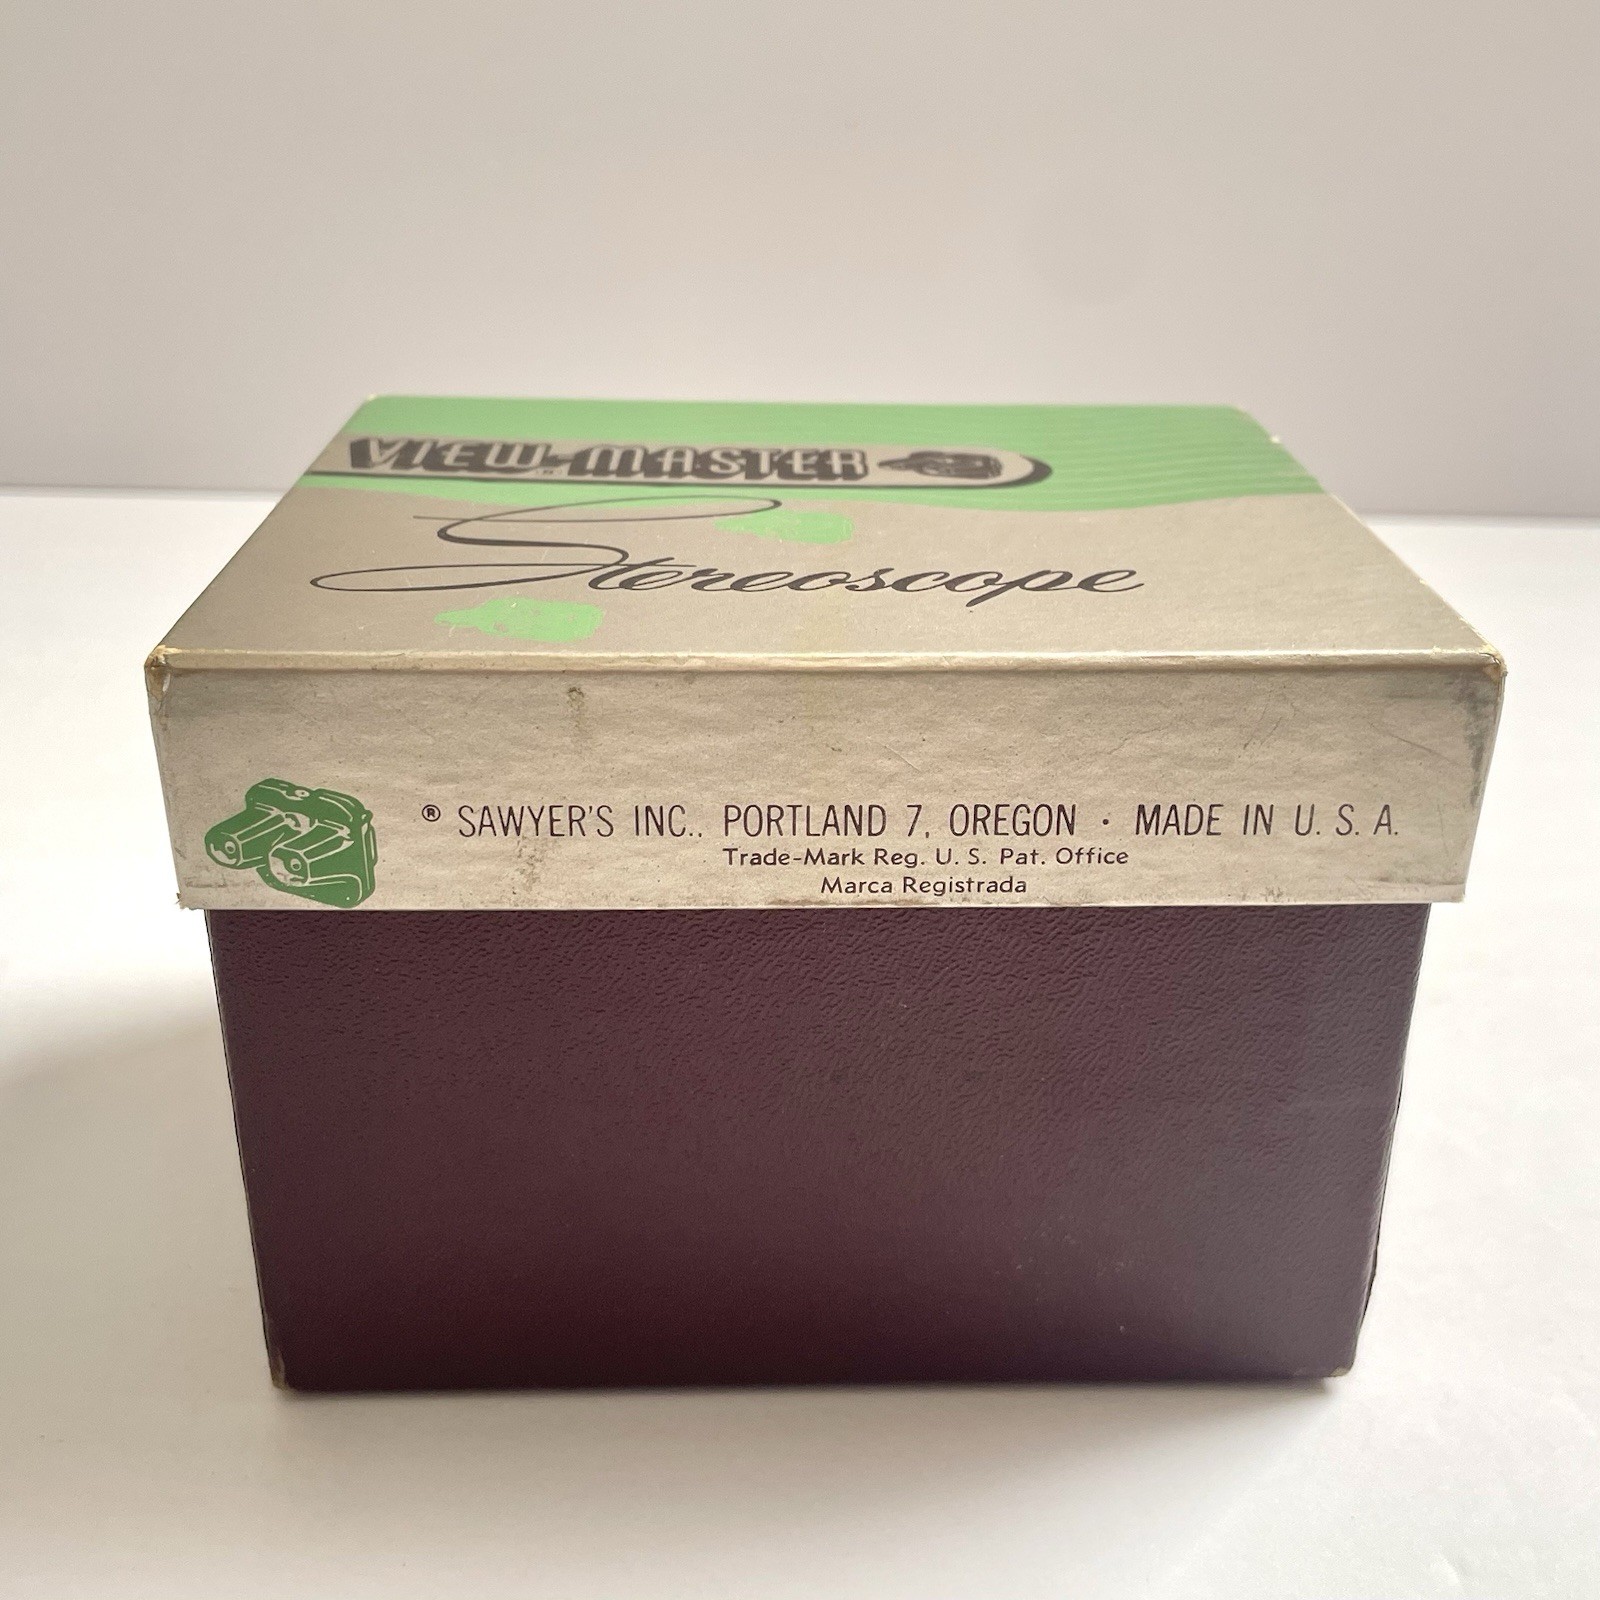 VIEW-MASTER
Stereoscope
® SAWYER'S INC., PORTLAND 7, OREGON · MADE IN U. S. A.
Trade-Mark Reg. U. S. Pat. Office
Marca Registrada